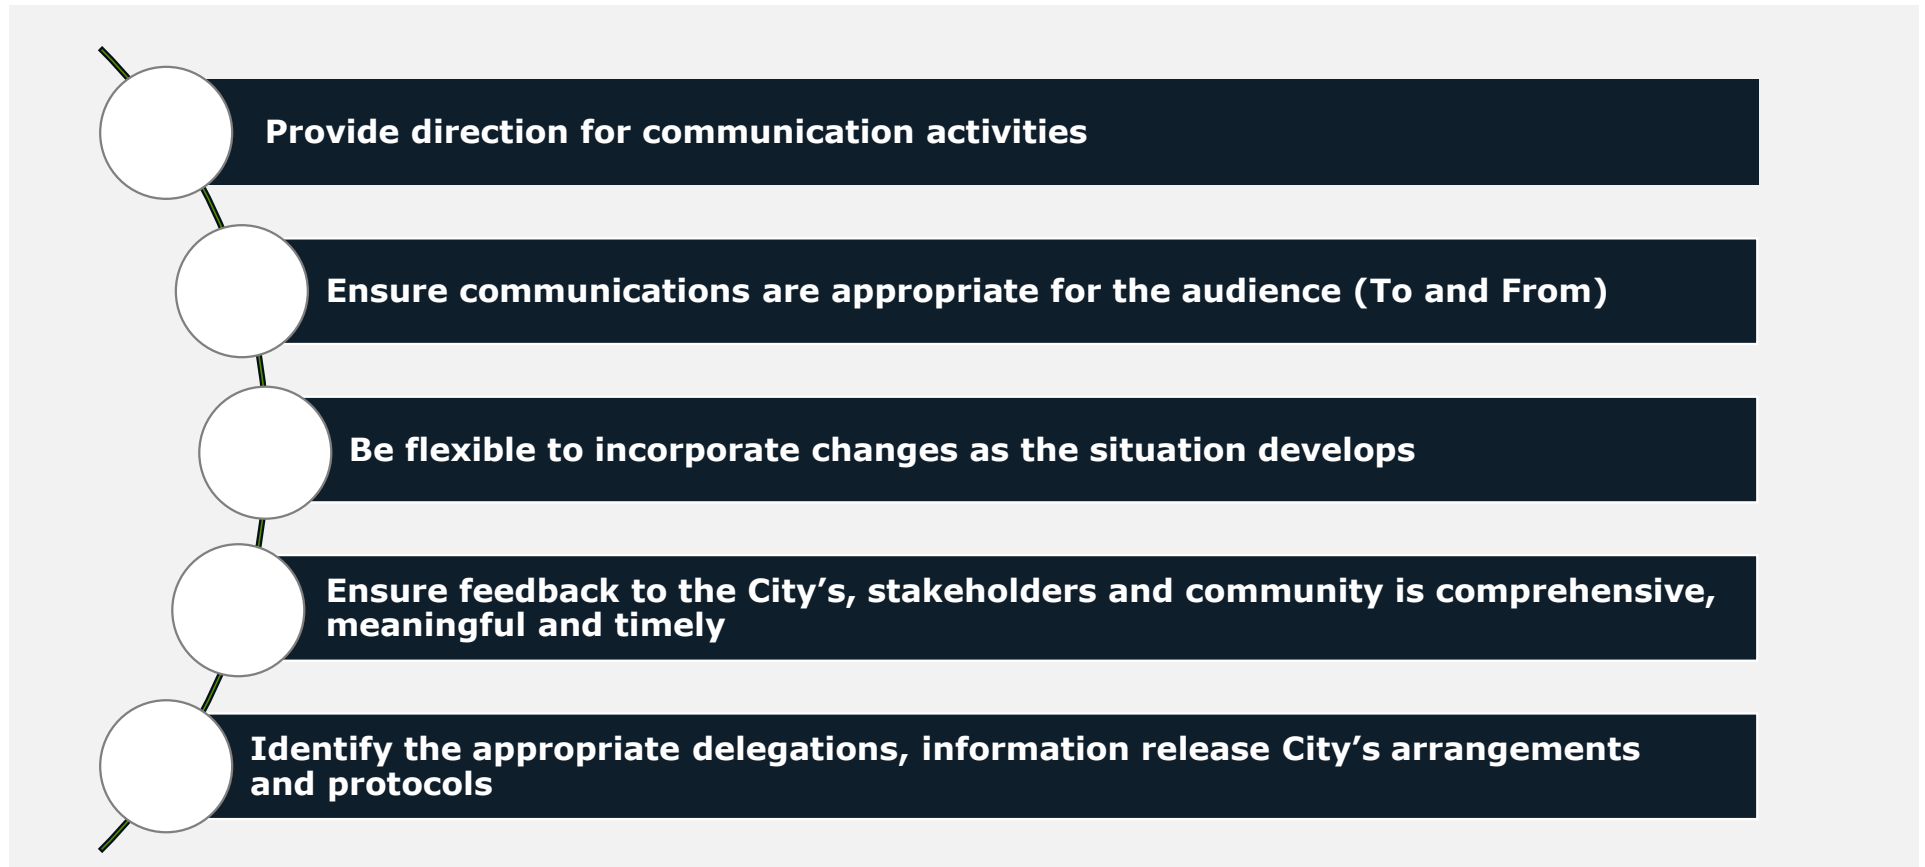 Provide direction for communication activities
Ensure communications are appropriate for the audience (To and From)
Be flexible to incorporate changes as the situation develops
Ensure feedback to the City’s, stakeholders and community is comprehensive,
meaningful and timely
Identify the appropriate delegations, information release City’s arrangements
and protocols